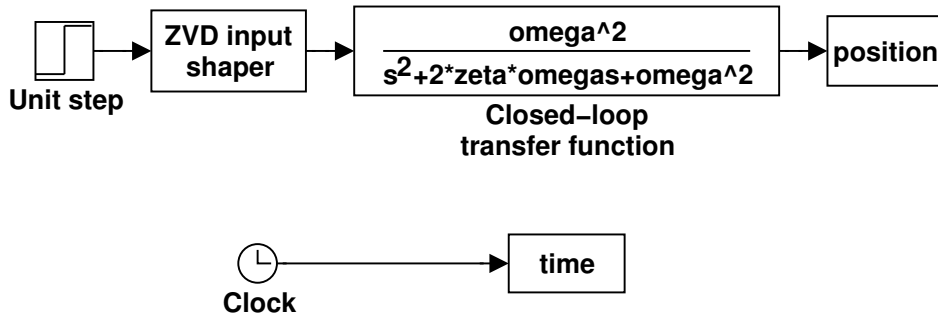 ZVD input
shaper
omega^2
s²+2*zeta*omegas+omega^2
position
Unit step
Closed−loop
transfer function
time
Clock